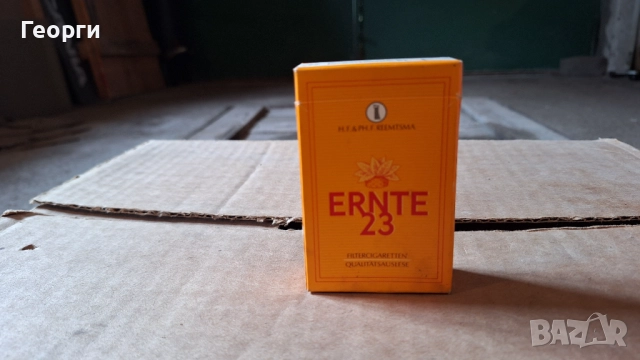 Георги
H.F. & PH.F. REEMTSMA
ERNTE
23
FILTERCIGARETTEN
QUALITÄTSAUSLESE
BAZAR